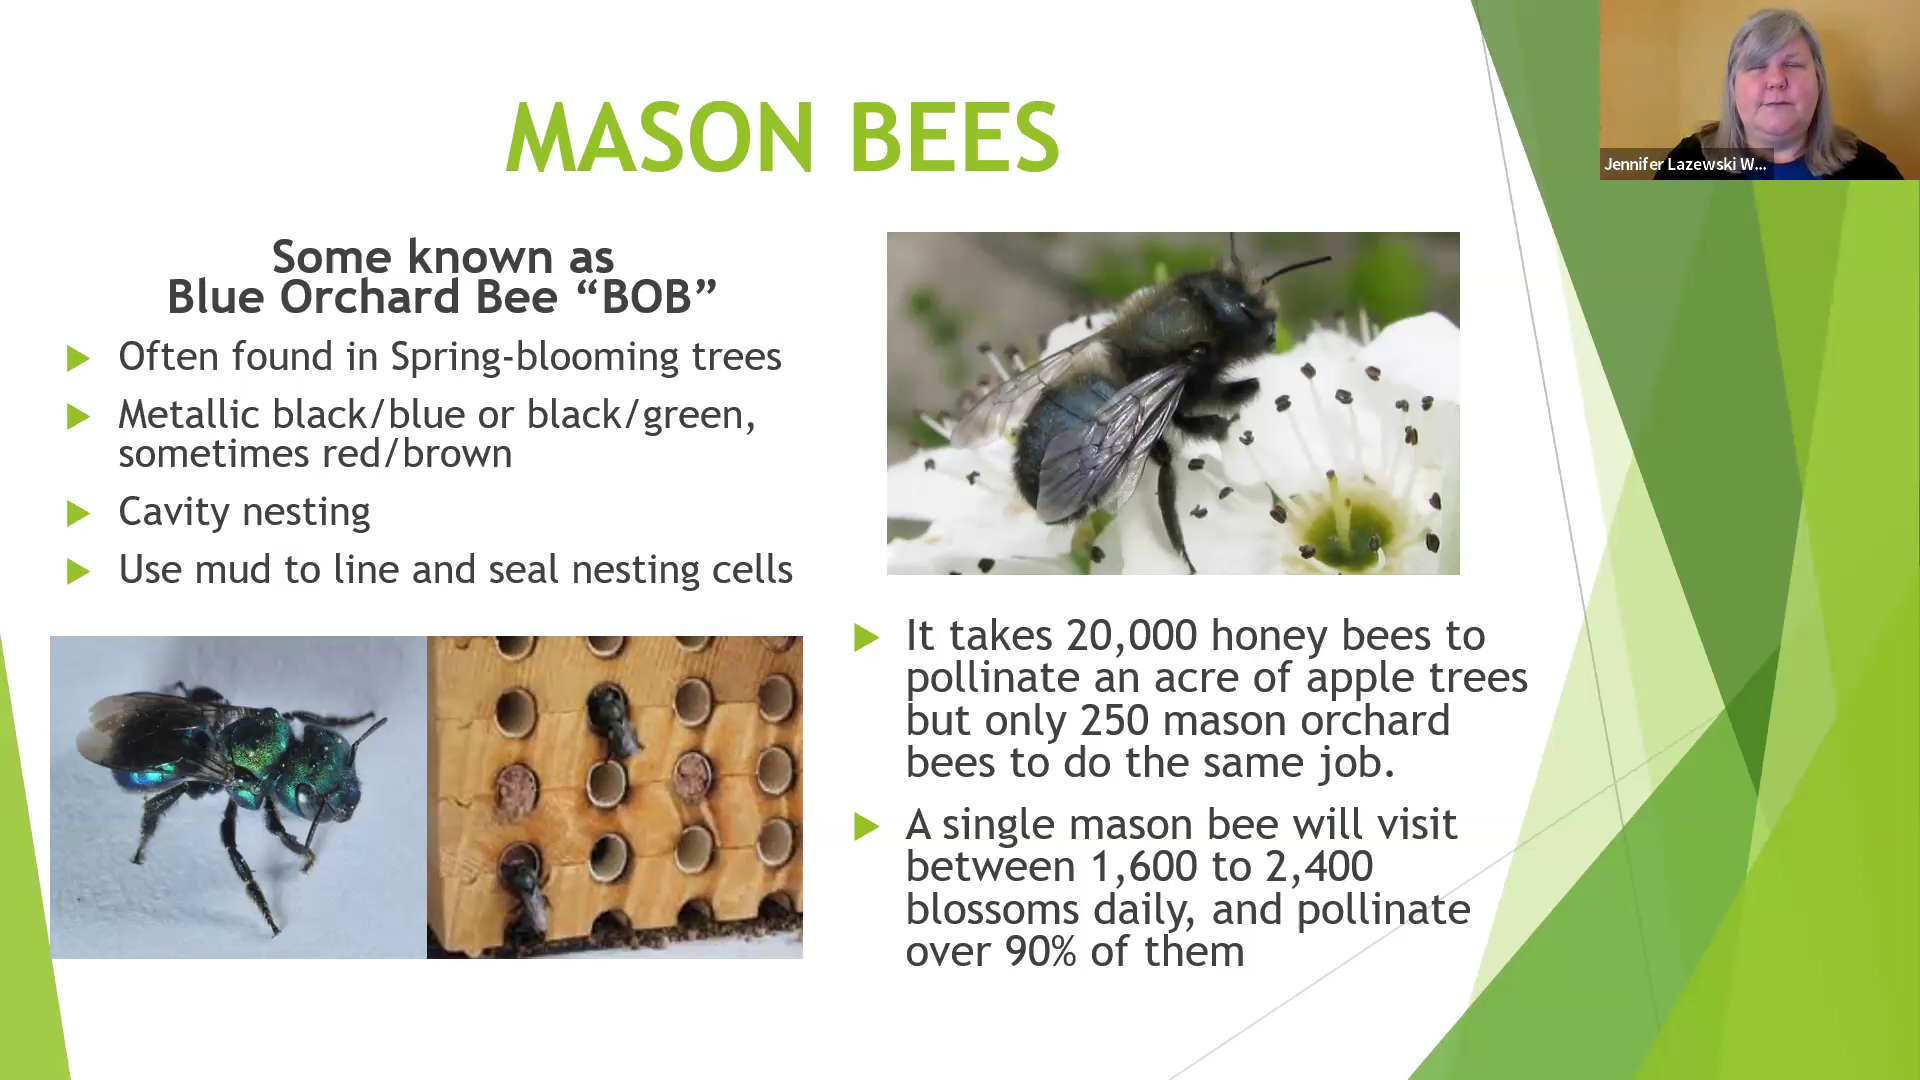 MASON BEES
Some known as
Blue Orchard Bee “BOB”
Often found in Spring-blooming trees
Metallic black/blue or black/green,
sometimes red/brown
Cavity nesting
Use mud to line and seal nesting cells
It takes 20,000 honey bees to
pollinate an acre of apple trees
but only 250 mason orchard
bees to do the same job.
A single mason bee will visit
between 1,600 to 2,400
blossoms daily, and pollinate
over 90% of them
Jennifer Lazewski W...